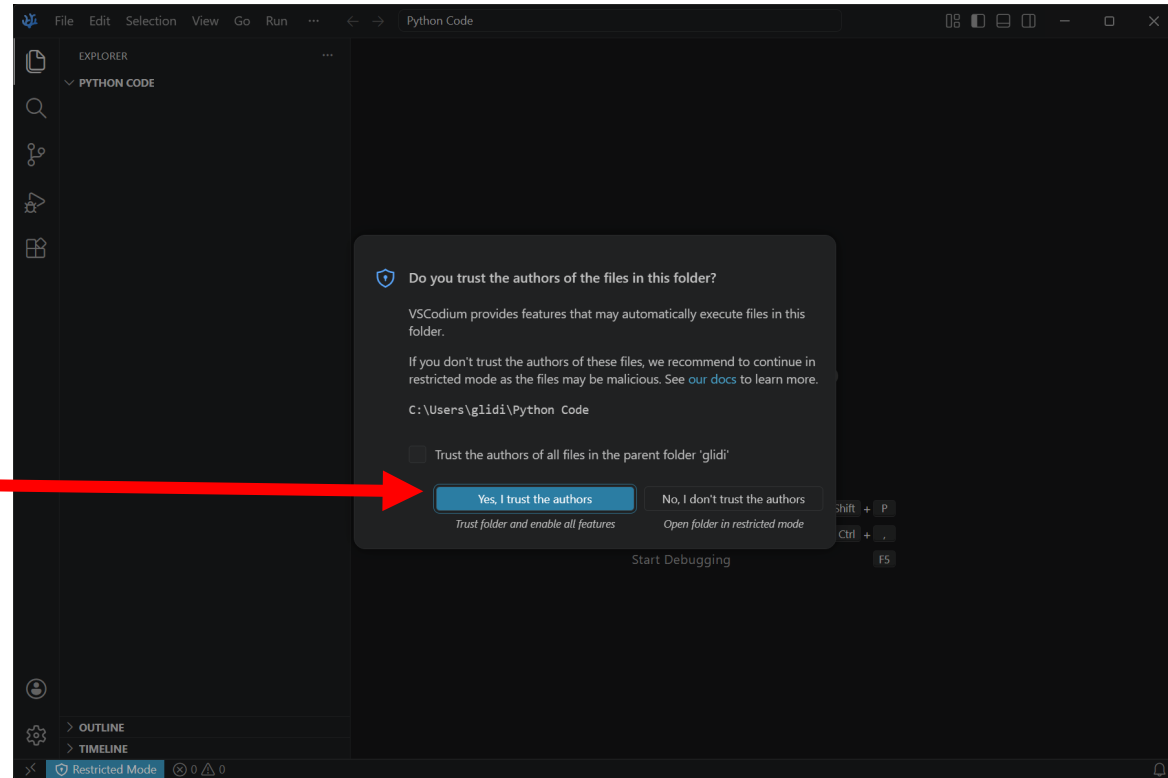 File Edit Selection View Go Run ··· Python Code
EXPLORER ···
PYTHON CODE
Do you trust the authors of the files in this folder?
VSCodium provides features that may automatically execute files in this
folder.
If you don't trust the authors of these files, we recommend to continue in
restricted mode as the files may be malicious. See our docs to learn more.
C:\Users\glidi\Python Code
Trust the authors of all files in the parent folder 'glidi'
Yes, I trust the authors No, I don't trust the authors
Trust folder and enable all features Open folder in restricted mode
+ P
Ctrl + ,
Start Debugging F5
OUTLINE
TIMELINE
Restricted Mode 0 0